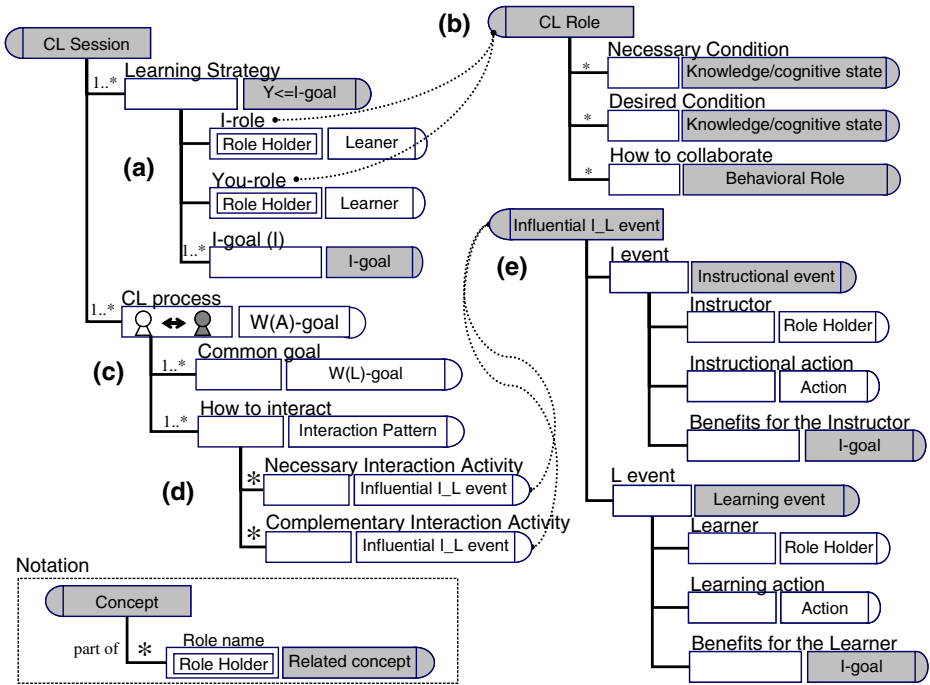 CL Session
1..*
Learning Strategy
Y<=I-goal
I-role
Role Holder
Leaner
(a)
You-role
Role Holder
Learner
1..*
I-goal (I)
I-goal
1..*
CL process
W(A)-goal
(c)
1..*
Common goal
W(L)-goal
1..*
How to interact
Interaction Pattern
(d)
*
Necessary Interaction Activity
Influential I_L event
*
Complementary Interaction Activity
Influential I_L event
(b)
CL Role
*
Necessary Condition
Knowledge/cognitive state
*
Desired Condition
Knowledge/cognitive state
*
How to collaborate
Behavioral Role
(e)
Influential I_L event
I event
Instructional event
Instructor
Role Holder
Instructional action
Action
Benefits for the Instructor
I-goal
L event
Learning event
Learner
Role Holder
Learning action
Action
Benefits for the Learner
I-goal
Notation
Concept
part of
*
Role name
Role Holder
Related concept